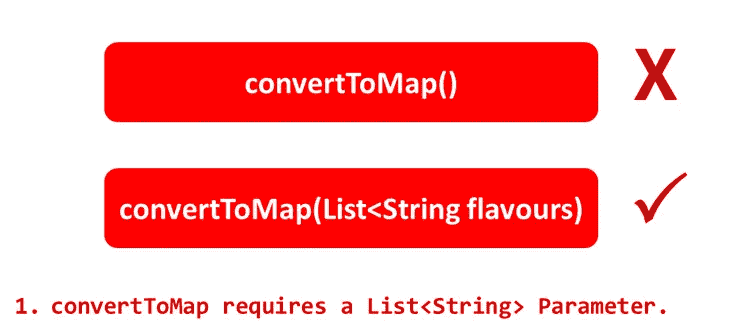 convertToMap()
X
convertToMap(List<String flavours)
1. convertToMap requires a List<String> Parameter.